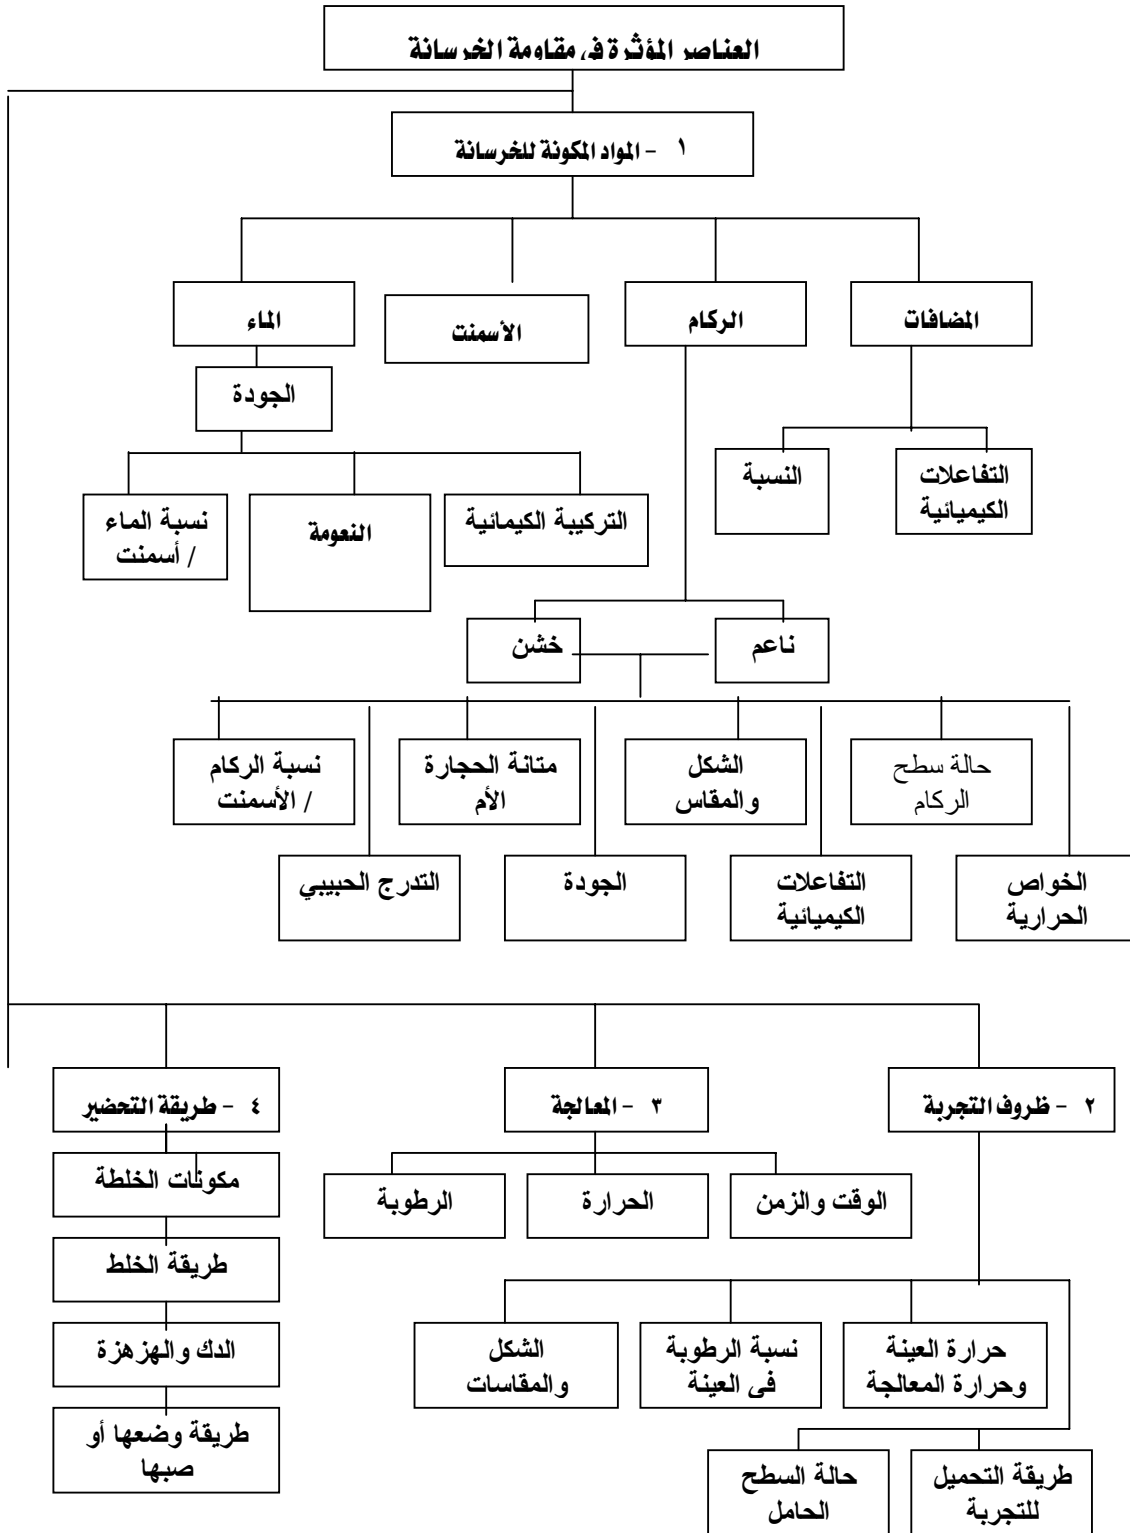 العناصر المؤثرة فى مقاومة الخرسانة
١ - المواد المكونة للخرسانة
المضافات
الركام
الأسمنت
الماء
الجودة
التفاعلات
الكيميائية
النسبة
التركيبة الكيمائية
النعومة
نسبة الماء
/ أسمنت
ناعم
خشن
حالة سطح
الركام
الشكل
والمقاس
متانة الحجارة
الأم
نسبة الركام
/ الأسمنت
الخواص
الحرارية
التفاعلات
الكيميائية
الجودة
التدرج الحبيبي
٢ - ظروف التجربة
٣ - المعالجة
٤ - طريقة التحضير
الوقت والزمن
الحرارة
الرطوبة
مكونات الخلطة
طريقة الخلط
الدك والهزهزة
طريقة وضعها أو
صبها
حرارة العينة
وحرارة المعالجة
نسبة الرطوبة
فى العينة
الشكل
والمقاسات
طريقة التحميل
للتجربة
حالة السطح
الحامل